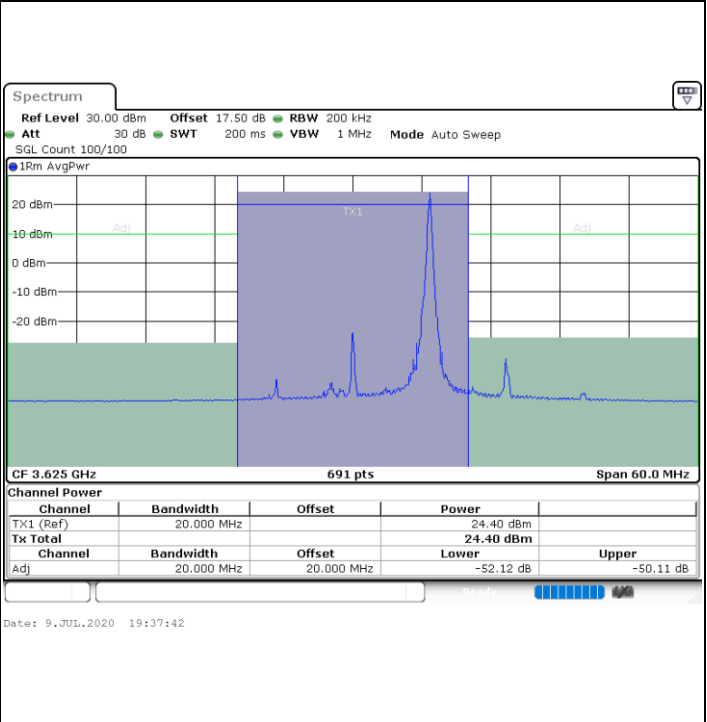 Spectrum
Ref Level 30.00 dBm Offset 17.50 dB RBW 200 kHz
Att 30 dB SWT 200 ms VBW 1 MHz Mode Auto Sweep
SGL Count 100/100
1Rm AvgPwr
20 dBm
TX1
Adj Adj
10 dBm
0 dBm
-10 dBm
-20 dBm
CF 3.625 GHz 691 pts Span 60.0 MHz
Channel Power
Channel Bandwidth Offset Power
TX1 (Ref) 20.000 MHz 24.40 dBm
Tx Total 24.40 dBm
Channel Bandwidth Offset Lower Upper
Adj 20.000 MHz 20.000 MHz -52.12 dB -50.11 dB
Ready
Date: 9.JUL.2020 19:37:42